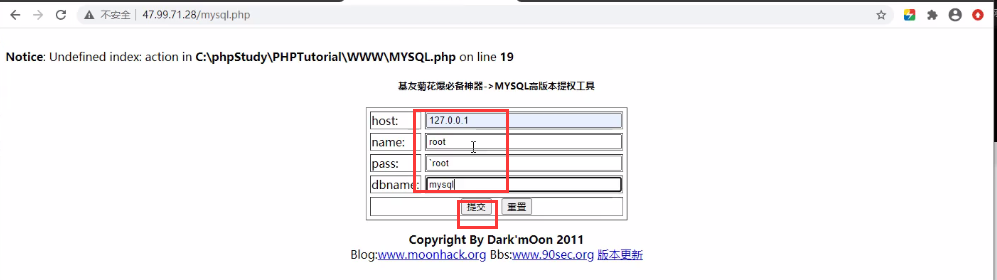 不安全 | 47.99.71.28/mysql.php
Notice: Undefined index: action in C:\phpStudy\PHPTutorial\WWW\MYSQL.php on line 19
基友菊花爆必备神器->MYSQL高版本提权工具
host: 127.0.0.1
name: root
pass: `root
dbname: mysql
提交 重置
Copyright By Dark'mOon 2011
Blog:www.moonhack.org Bbs:www.90sec.org 版本更新